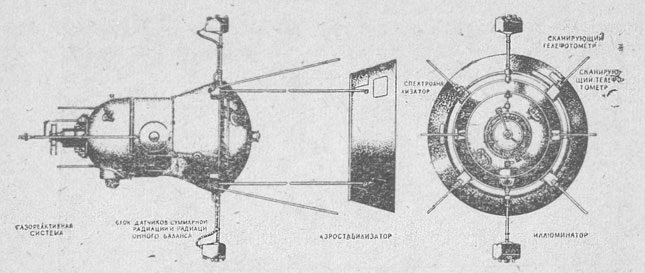 СКАНИРУЮЩИЙ
ТЕЛЕФОТОМЕТР
СКАНИРУЮ-
ЩИЙ ТЕЛЕФО-
ТОМЕТР
СПЕКТРОАНА-
ЛИЗАТОР
ГАЗОРЕАКТИВНАЯ
СИСТЕМА
БЛОК ДАТЧИКОВ СУММАРНОЙ
РАДИАЦИИ И РАДИАЦИ
ОННОГО БАЛАНСА
АЭРОСТАБИЛИЗАТОР
ИЛЛЮМИНАТОР